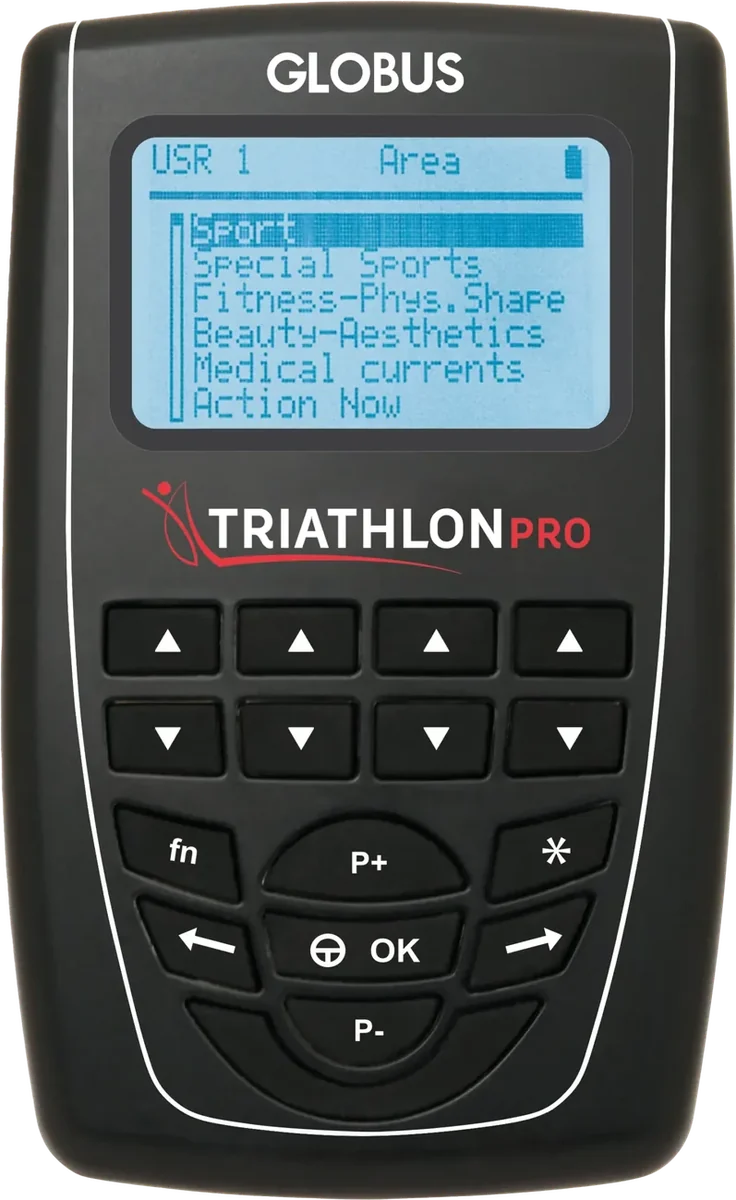 GLOBUS
USR 1 Area
Sport
Special Sports
Fitness-Phys.Shape
Beauty-Aesthetics
Medical currents
Action Now
TRIATHLON PRO
▲ ▲ ▲ ▲
▼ ▼ ▼ ▼
fn P+ *
← OK →
P-